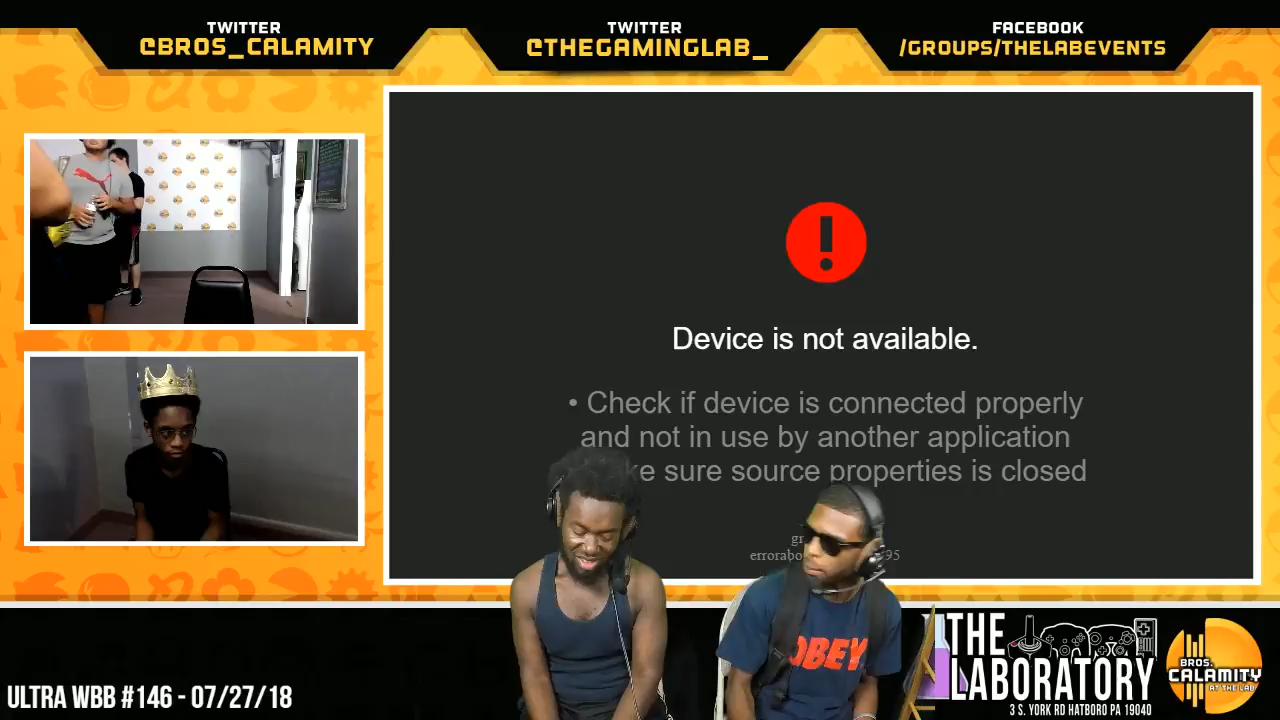 TWITTER
@BROS_CALAMITY
TWITTER
@THEGAMINGLAB_
FACEBOOK
/GROUPS/THELABEVENTS
Device is not available.
• Check if device is connected properly
and not in use by another application
sure source properties is closed
OBEY
THE
LABORATORY
3 S. YORK RD HATBORO PA 19040
BROS.
CALAMITY
AT THE LAB
ULTRA WBB #146 - 07/27/18